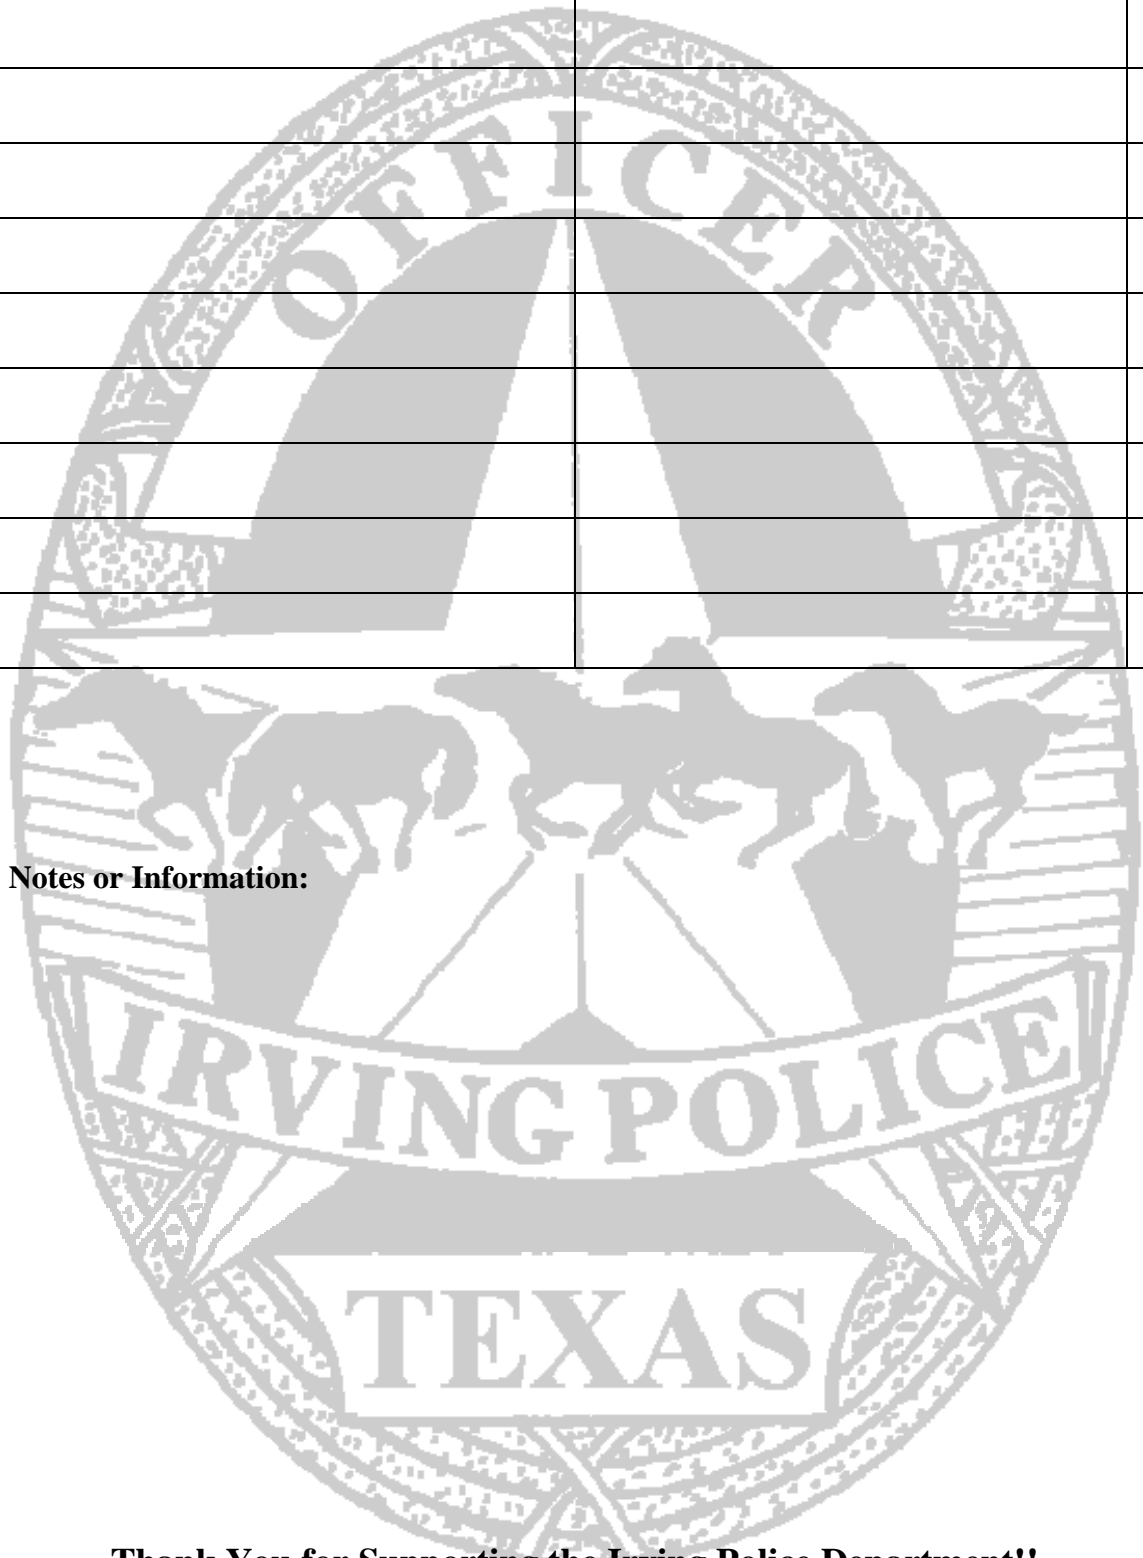 OFFICER
Notes or Information:
IRVING POLICE
TEXAS
Thank You for Supporting the Irving Police Department!!